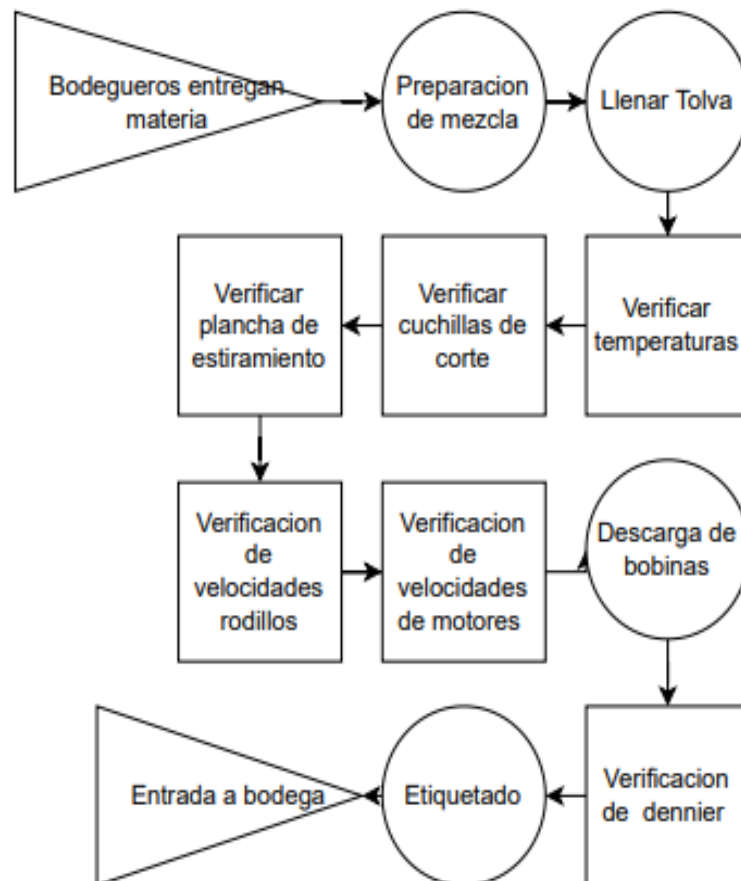 Bodegueros entregan
materia
Preparacion
de mezcla
Llenar Tolva
Verificar
temperaturas
Verificar
cuchillas de
corte
Verificar
plancha de
estiramiento
Verificacion
de
velocidades
rodillos
Verificacion
de
velocidades
de motores
Descarga de
bobinas
Verificacion
de dennier
Etiquetado
Entrada a bodega